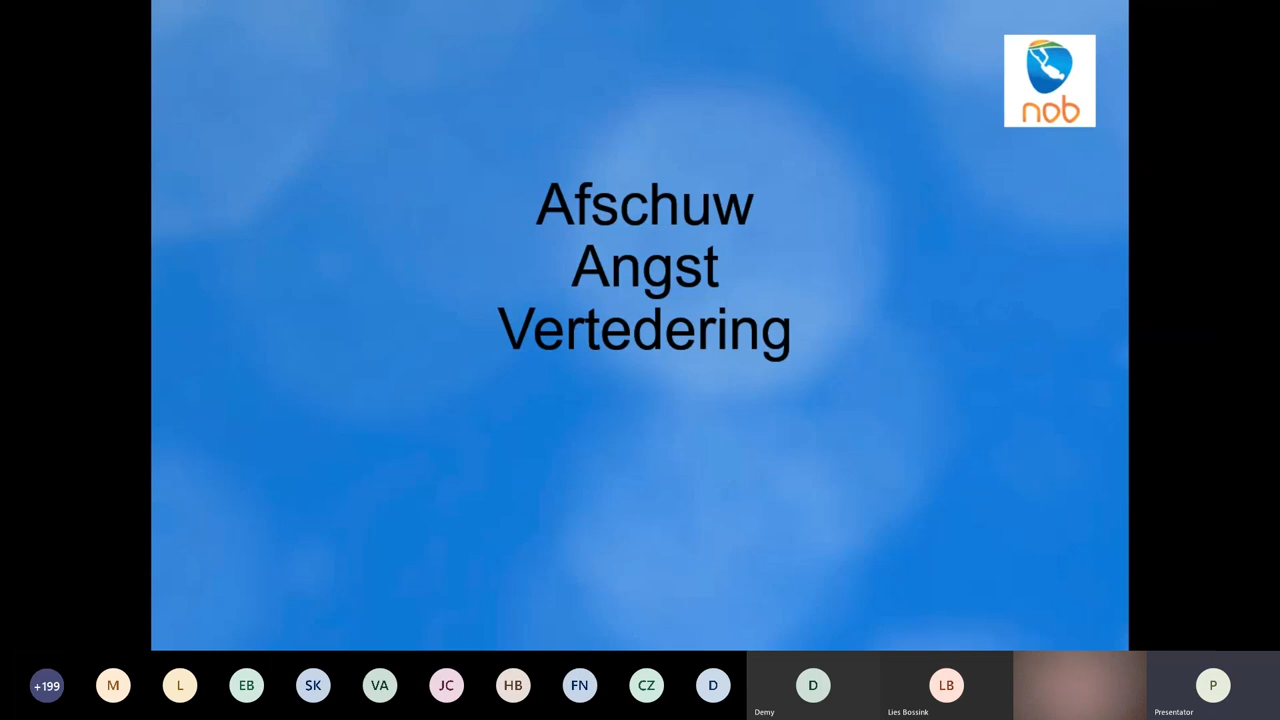 nob
Afschuw
Angst
Vertedering
+199
M
L
EB
SK
VA
JC
HB
FN
CZ
D
D
LB
P
Demy
Lies Bossink
Presentator